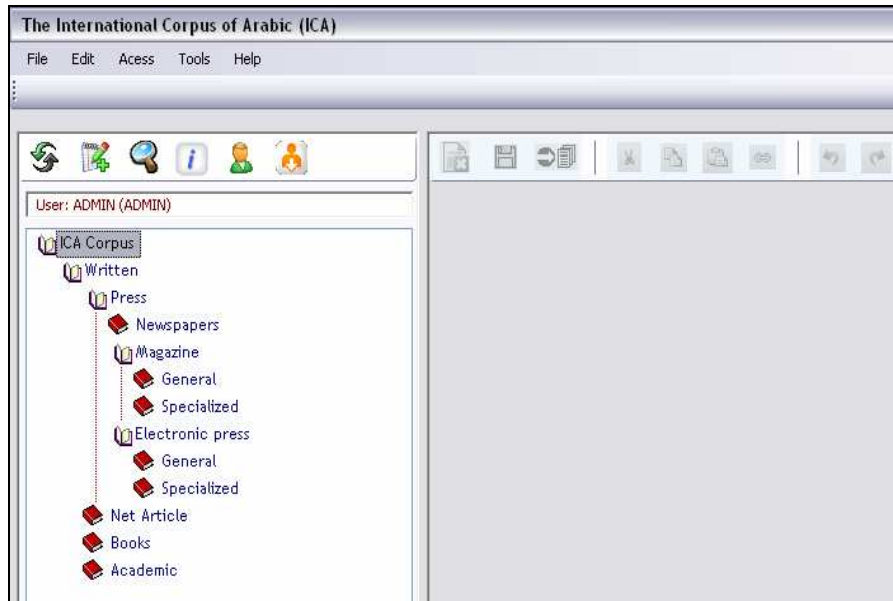 The International Corpus of Arabic (ICA)
File Edit Acess Tools Help
User: ADMIN (ADMIN)
ICA Corpus
Written
Press
Newspapers
Magazine
General
Specialized
Electronic press
General
Specialized
Net Article
Books
Academic